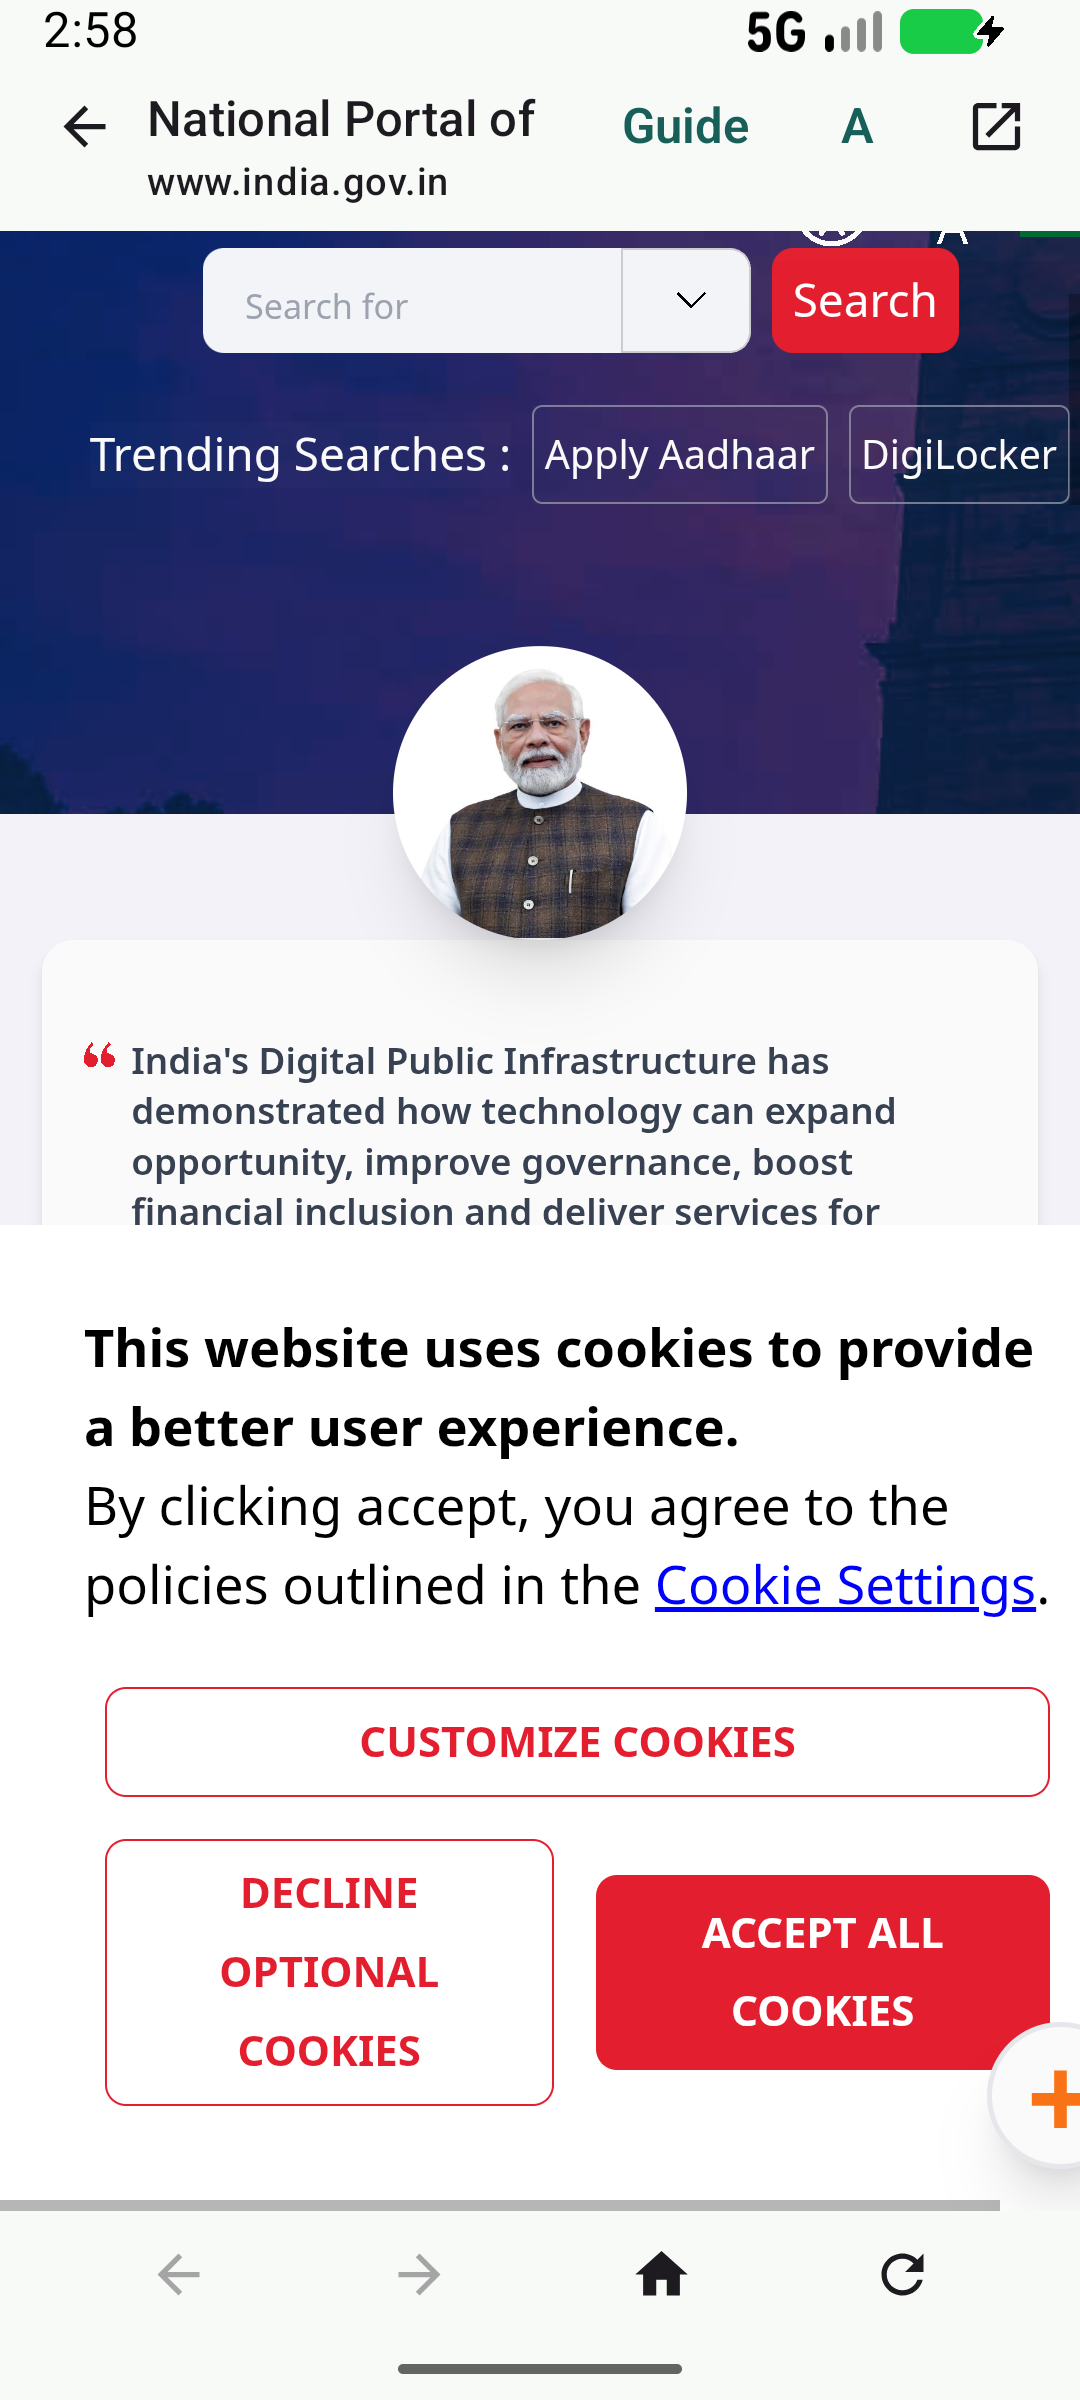 2:58
5G
National Portal of
www.india.gov.in
Guide
A
Search for
Search
Trending Searches :
Apply Aadhaar
DigiLocker
“ India's Digital Public Infrastructure has
demonstrated how technology can expand
opportunity, improve governance, boost
financial inclusion and deliver services for
This website uses cookies to provide
a better user experience.
By clicking accept, you agree to the
policies outlined in the Cookie Settings.
CUSTOMIZE COOKIES
DECLINE
OPTIONAL
COOKIES
ACCEPT ALL
COOKIES